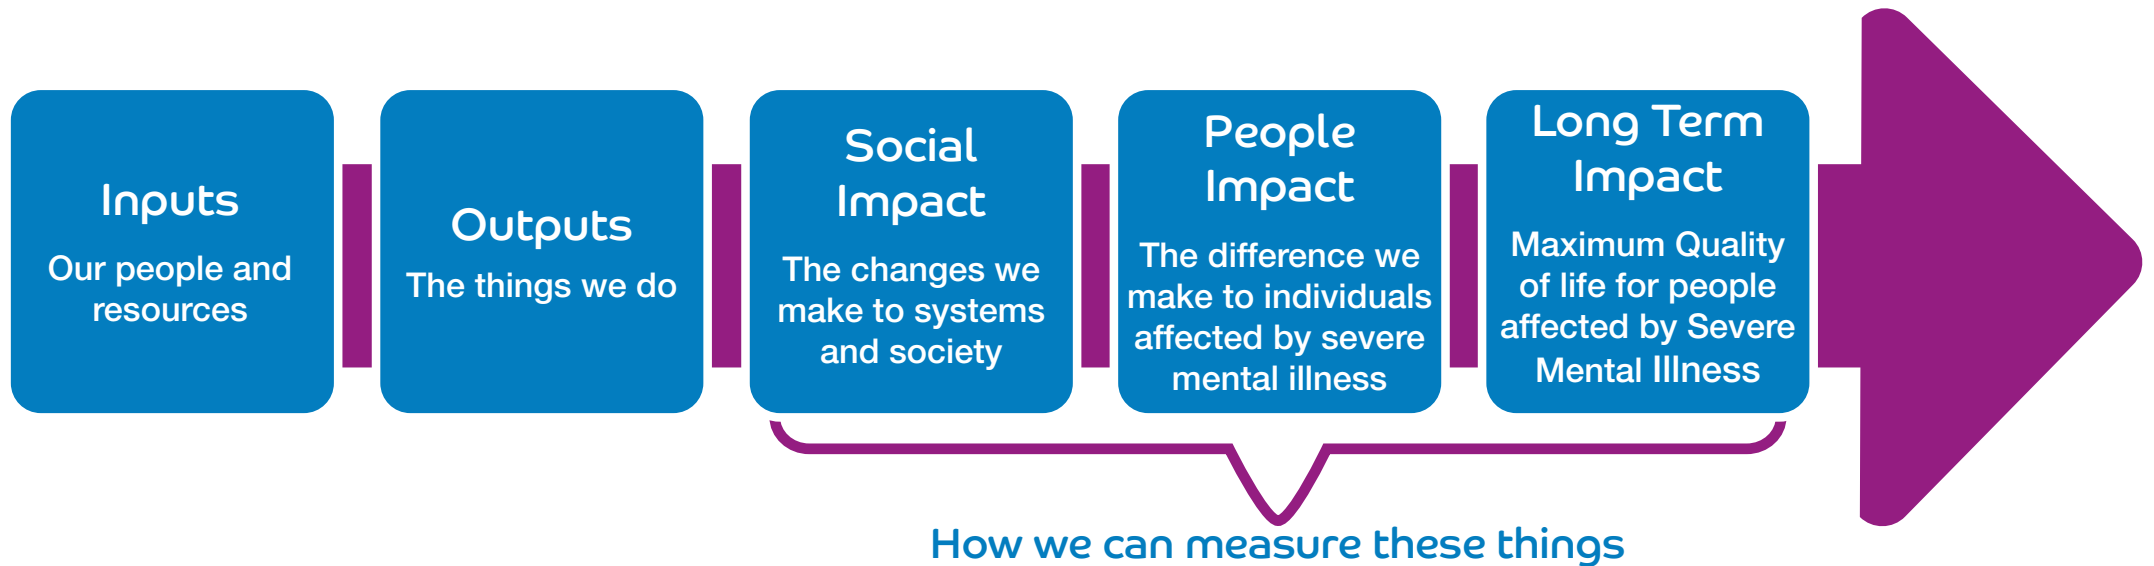 Inputs
Our people and
resources
Outputs
The things we do
Social
Impact
The changes we
make to systems
and society
People
Impact
The difference we
make to individuals
affected by severe
mental illness
Long Term
Impact
Maximum Quality
of life for people
affected by Severe
Mental Illness
How we can measure these things